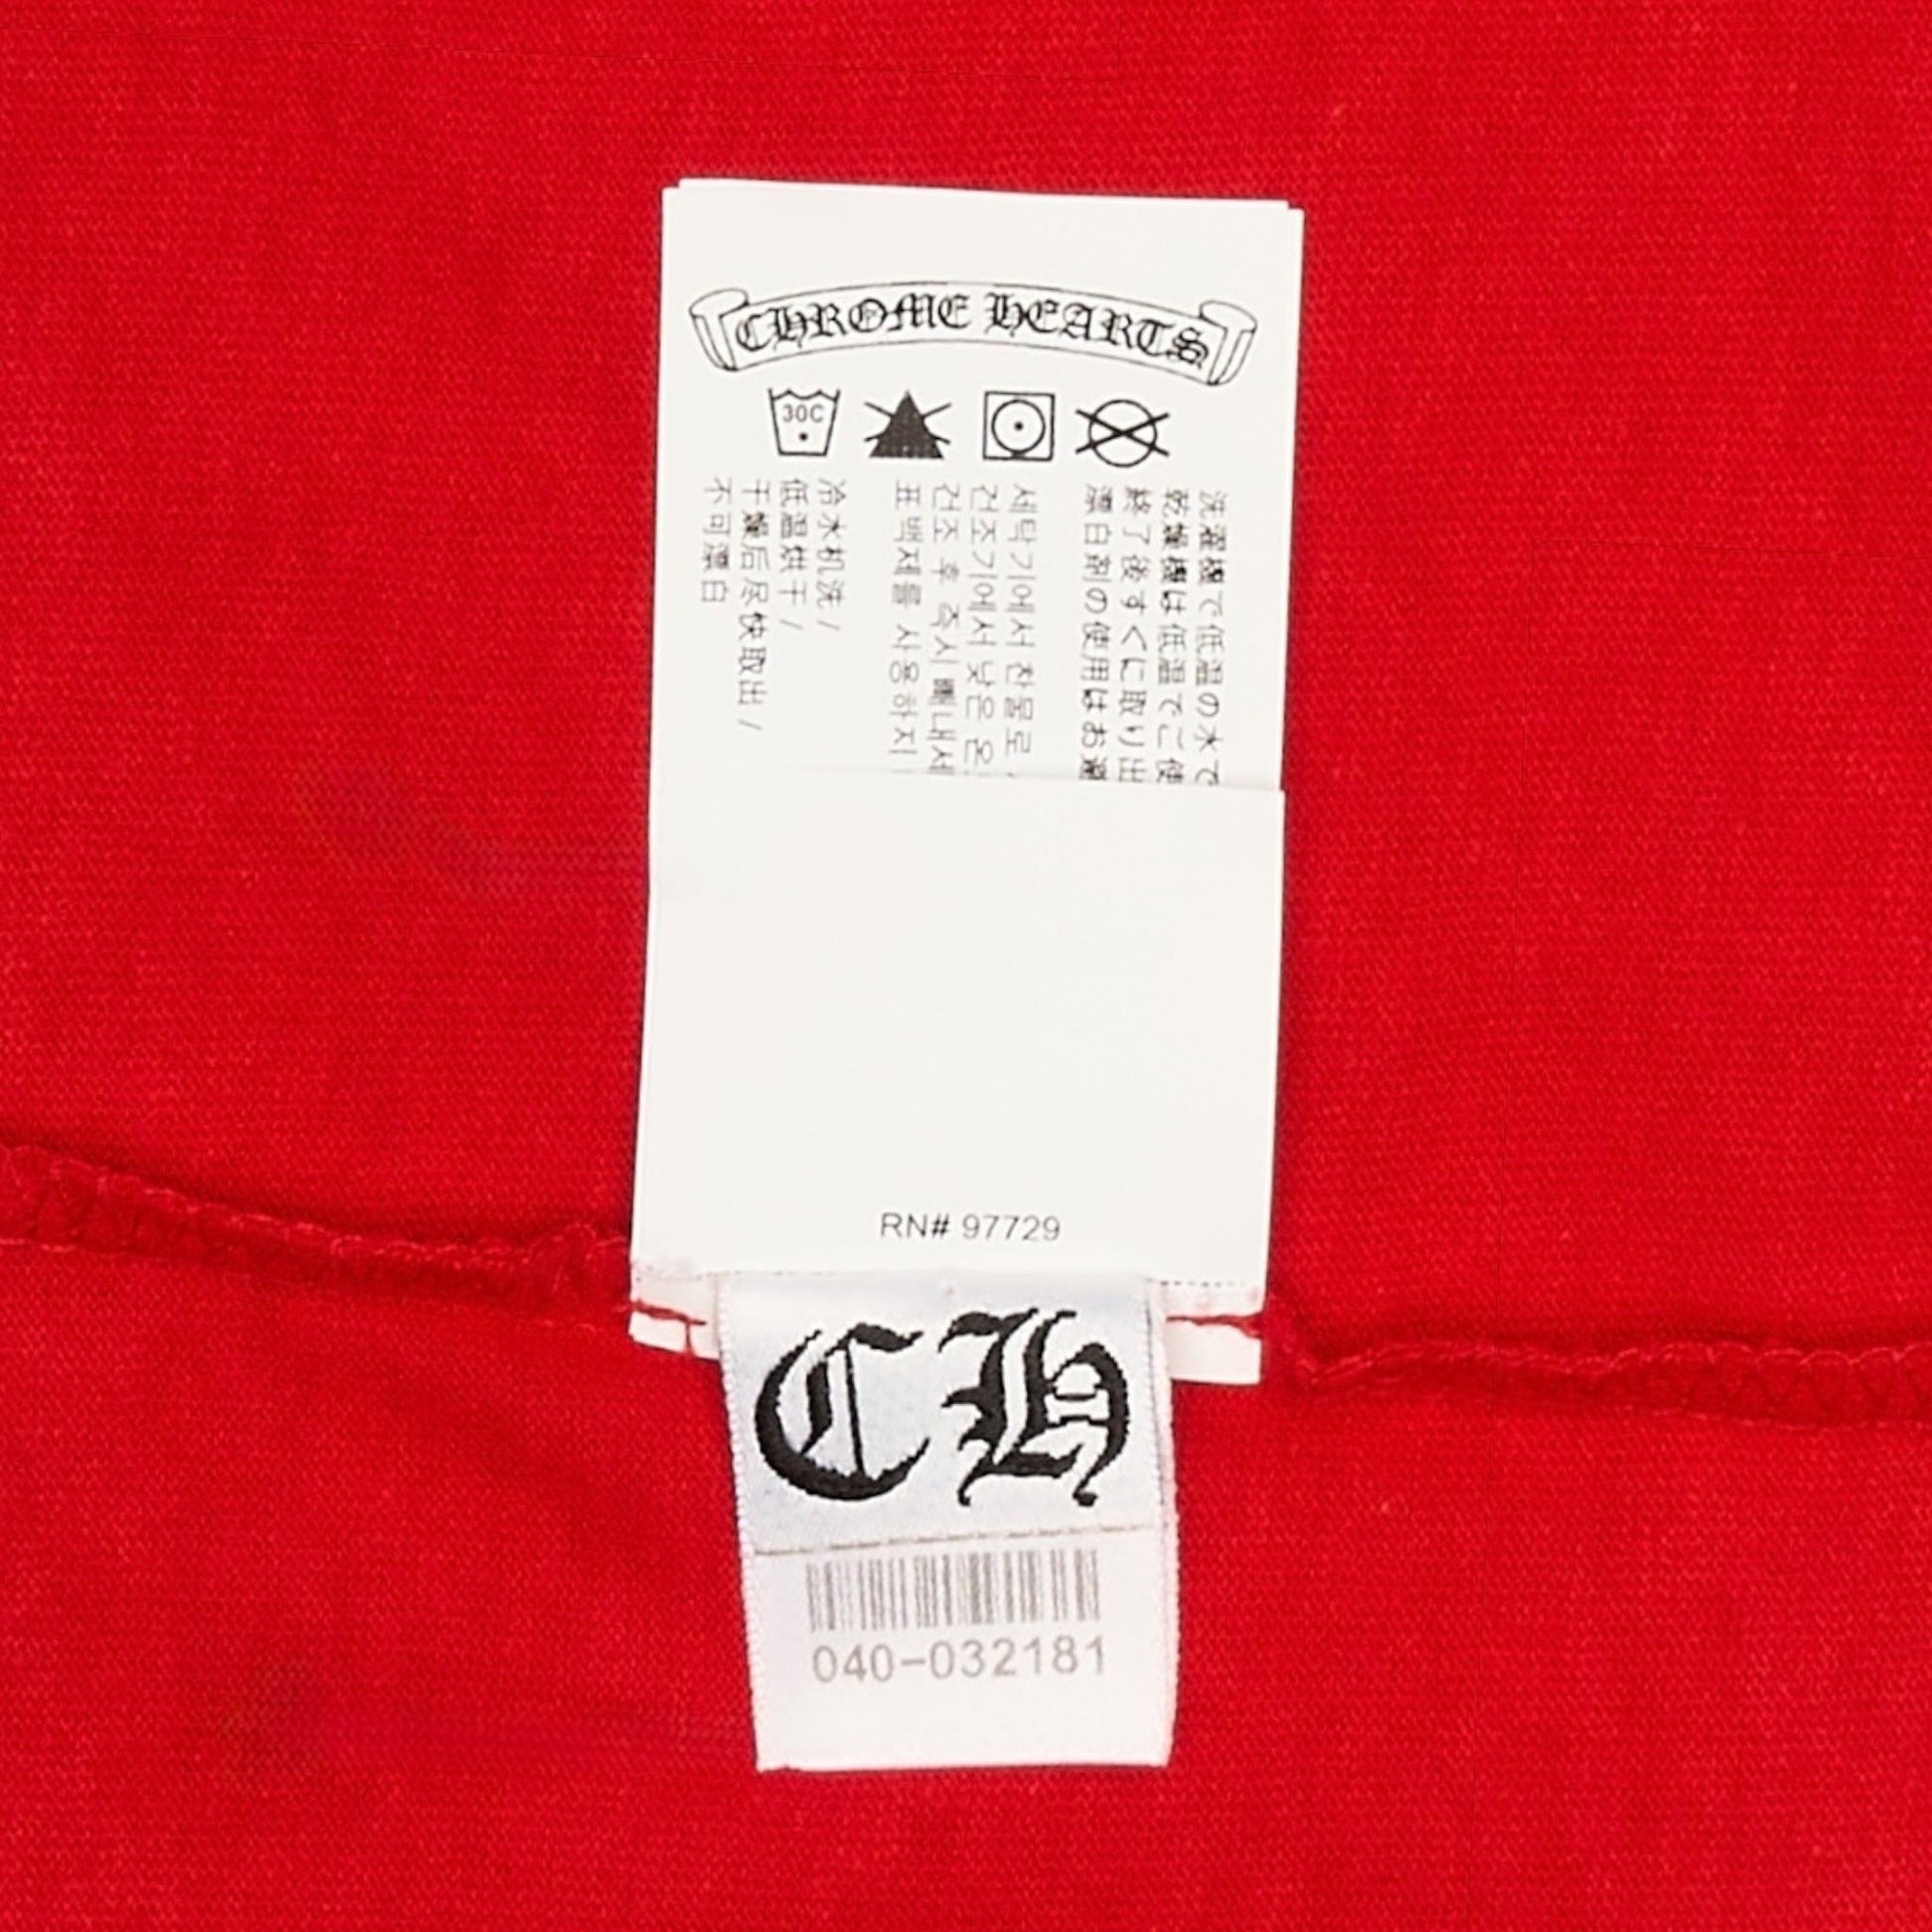 CHROME HEARTS
30C
冷水机洗 /
低温烘干 /
干燥后尽快取出 /
不可漂白
세탁기에서 찬물로
건조기에서 낮은 온
건조 후 즉시 빼내세
표백제를 사용하지
洗濯機で低温の水で
乾燥機は低温でご使
終了後すぐに取り出
漂白剤の使用はお避
RN# 97729
CH
040-032181